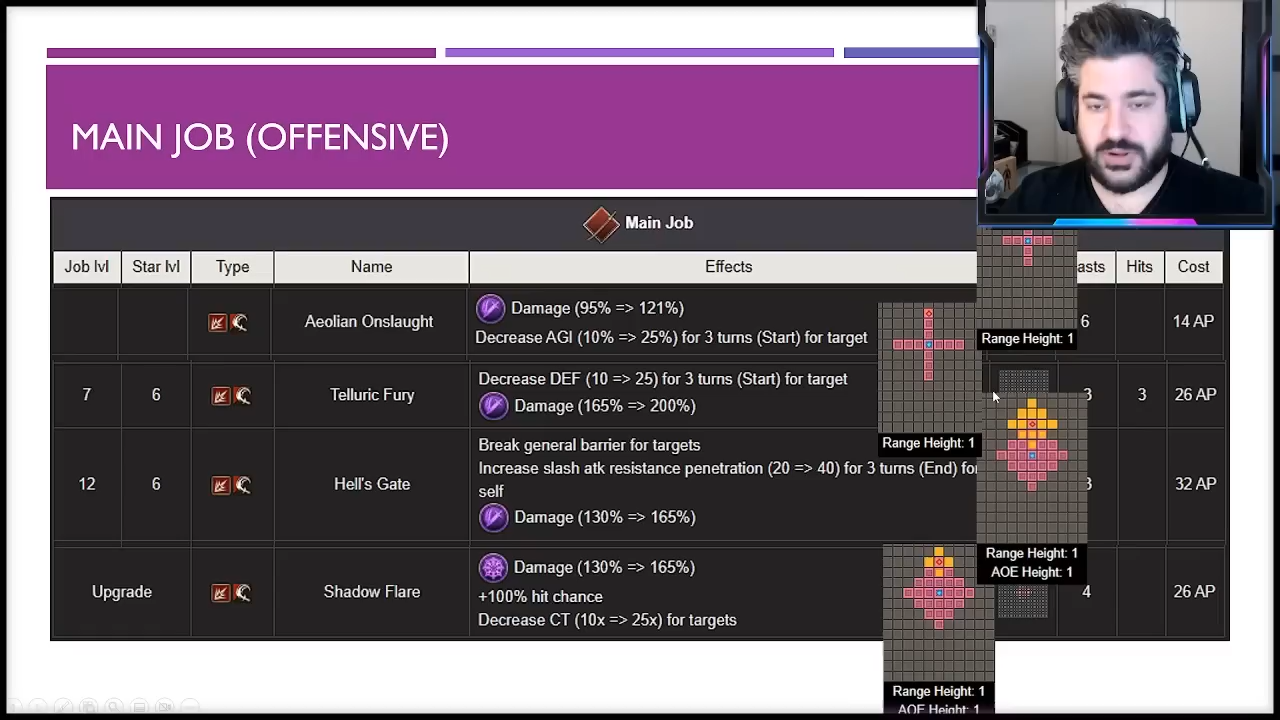 MAIN JOB (OFFENSIVE)
Main Job
Job lvl Star lvl Type Name Effects asts Hits Cost
Aeolian Onslaught
Damage (95% => 121%)
Decrease AGI (10% => 25%) for 3 turns (Start) for target
6 14 AP
Range Height: 1
7 6 Telluric Fury
Decrease DEF (10 => 25) for 3 turns (Start) for target
Damage (165% => 200%)
3 3 26 AP
Range Height: 1
12 6 Hell's Gate
Break general barrier for targets
Increase slash atk resistance penetration (20 => 40) for 3 turns (End) for
self
Damage (130% => 165%)
3 32 AP
Range Height: 1
AOE Height: 1
Upgrade Shadow Flare
Damage (130% => 165%)
+100% hit chance
Decrease CT (10x => 25x) for targets
4 26 AP
Range Height: 1
AOE Height: 1